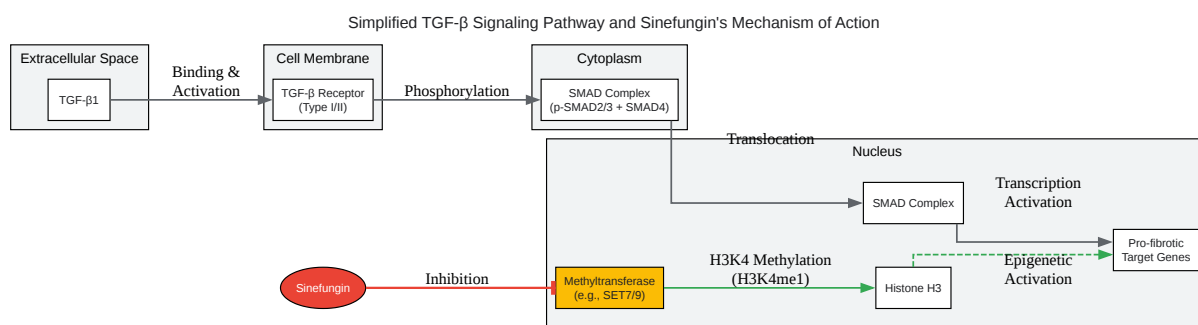 Simplified TGF-β Signaling Pathway and Sinefungin's Mechanism of Action
Extracellular Space
TGF-β1
Binding &
Activation
Cell Membrane
TGF-β Receptor
(Type I/II)
Phosphorylation
Cytoplasm
SMAD Complex
(p-SMAD2/3 + SMAD4)
Translocation
Nucleus
SMAD Complex
Transcription
Activation
Pro-fibrotic
Target Genes
Sinefungin
Inhibition
Methyltransferase
(e.g., SET7/9)
H3K4 Methylation
(H3K4me1)
Histone H3
Epigenetic
Activation